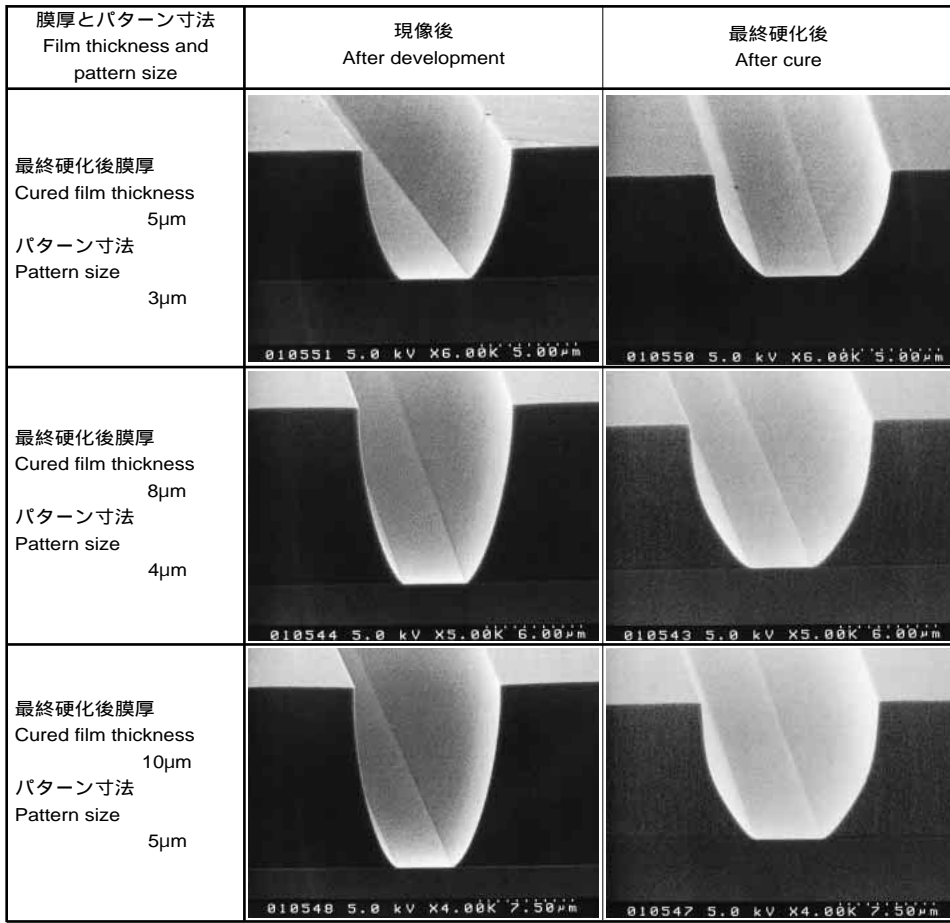 膜厚とパターン寸法
Film thickness and
pattern size
現像後
After development
最終硬化後
After cure
最終硬化後膜厚
Cured film thickness
5µm
パターン寸法
Pattern size
3µm
010551 5.0 kV X6.00K 5.00µm
010550 5.0 kV X6.00K 5.00µm
最終硬化後膜厚
Cured film thickness
8µm
パターン寸法
Pattern size
4µm
010544 5.0 kV X5.00K 6.00µm
010543 5.0 kV X5.00K 6.00µm
最終硬化後膜厚
Cured film thickness
10µm
パターン寸法
Pattern size
5µm
010548 5.0 kV X4.00K 7.50µm
010547 5.0 kV X4.00K 7.50µm